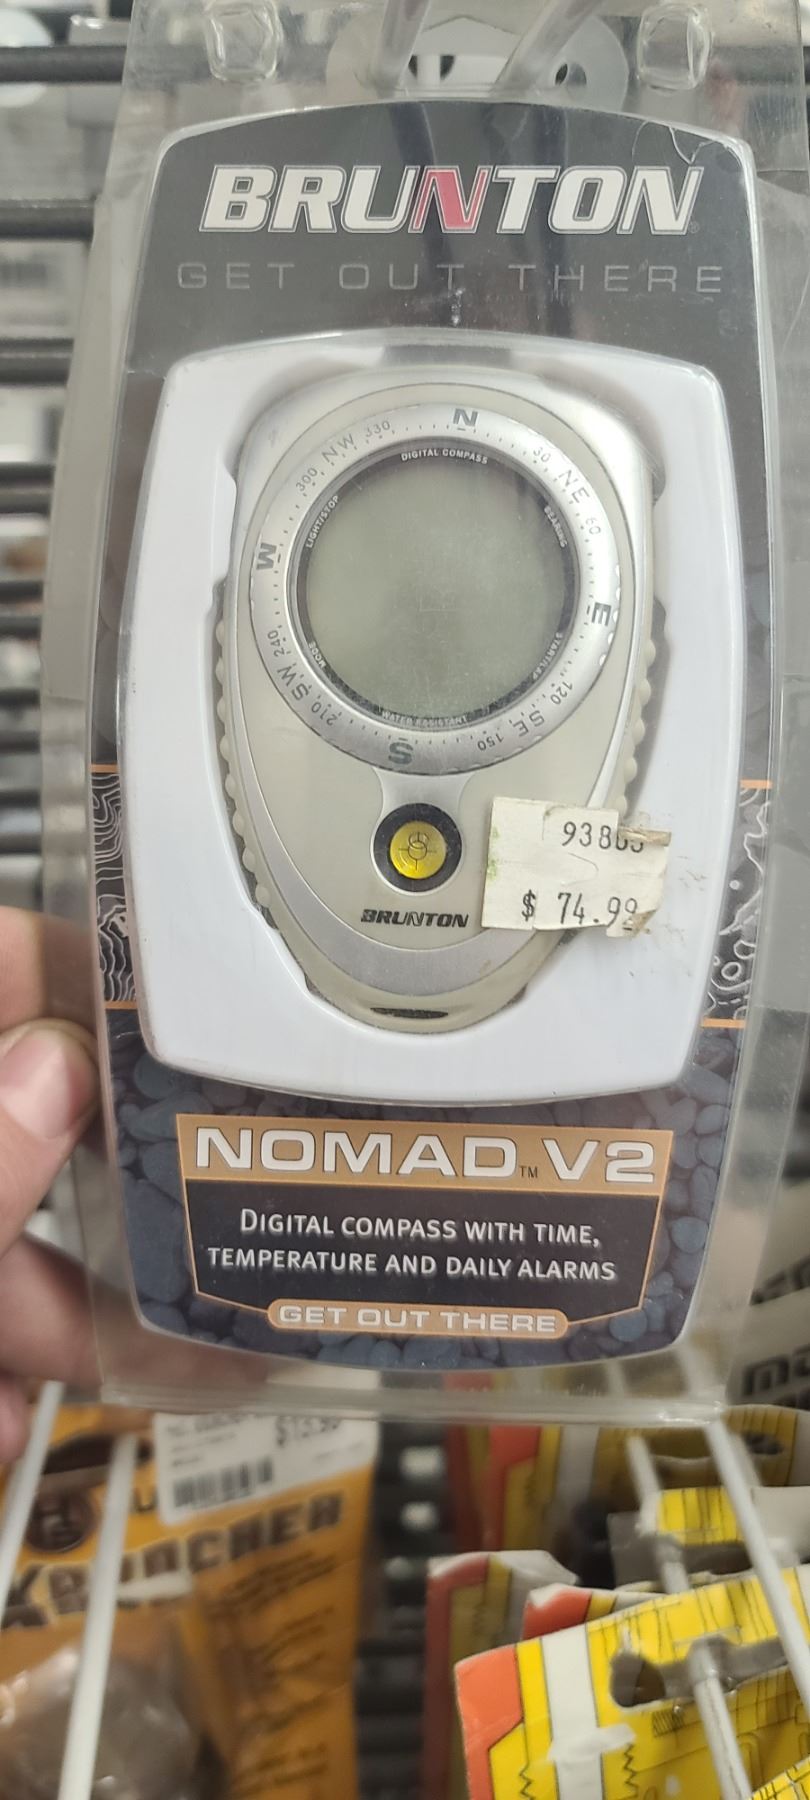 BRUNTON
GET OUT THERE
N
330
30
NW
NE
300
60
DIGITAL COMPASS
LIGHT/STOP
BEARING
W
E
240
MODE
START/LAP
120
SW
SE
210
150
WATER RESISTANT
S
$ 74.99
BRUNTON
NOMAD™ V2
DIGITAL COMPASS WITH TIME,
TEMPERATURE AND DAILY ALARMS
GET OUT THERE